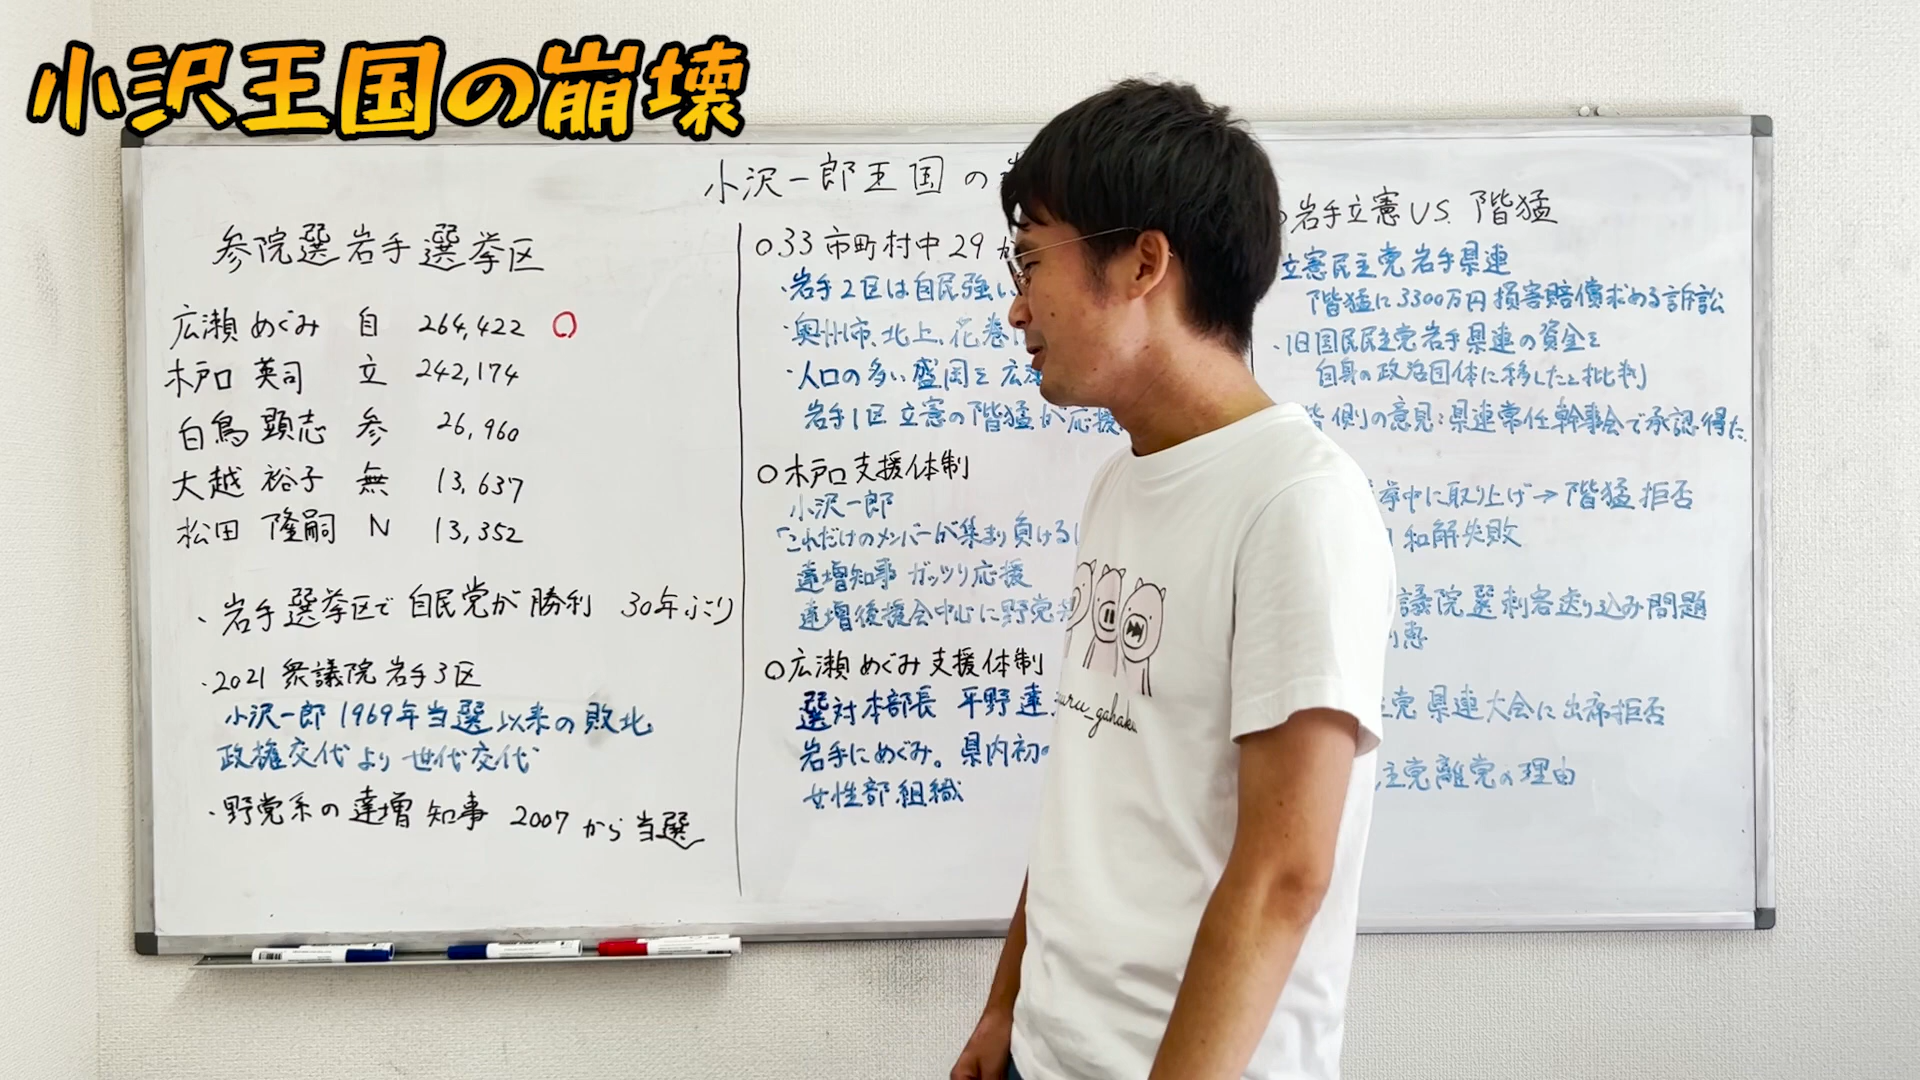 小沢王国の崩壊
小沢一郎王国の
参院選岩手選挙区
広瀬めぐみ 自 264,422 〇
木戸口英司 立 242,174
白鳥顕志 参 26,960
大越裕子 無 13,637
松田隆嗣 N 13,352
・岩手選挙区で自民党が勝利 30年ぶり
・2021 衆議院岩手3区
小沢一郎 1969年当選以来の敗北
政権交代より世代交代
・野党系の達増知事 2007から当選
〇33市町村中29
・岩手2区は自民強い
・奥州市、北上、花巻
・人口の多い盛岡を広瀬
岩手1区 立憲の階猛が応援
〇木戸口支援体制
小沢一郎
「これだけのメンバーが集まり負ける
達増知事 ガッツリ応援
達増後援会中心に野党
〇広瀬めぐみ支援体制
選対本部長 平野達
岩手にめぐみ。県内初の
女性部組織
岩手立憲 VS. 階猛
立憲民主党岩手県連
階猛に3300万円損害賠償求める訴訟
・旧国民民主党岩手県連の資金を
自身の政治団体に移したと批判
階側の意見:県連常任幹事会で承認得た
挙中に取り上げ→階猛拒否
和解失敗
議院選刺客送り込み問題
党 県連大会に出席拒否
主党離党の理由
uru_gahaku